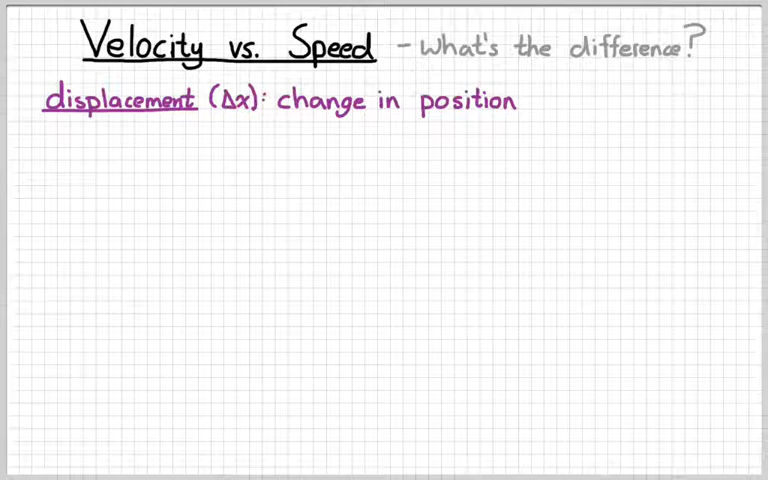 Velocity vs. Speed - what's the difference?
displacement (Δx): change in position